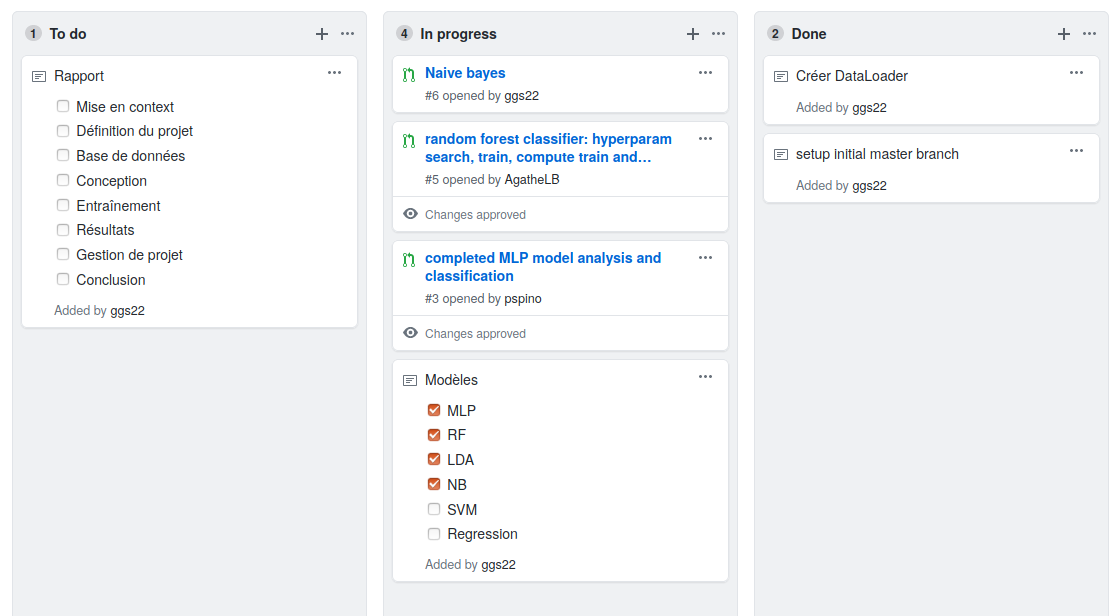 1 To do
Rapport
Mise en context
Définition du projet
Base de données
Conception
Entraînement
Résultats
Gestion de projet
Conclusion
Added by ggs22
4 In progress
Naive bayes
#6 opened by ggs22
random forest classifier: hyperparam
search, train, compute train and…
#5 opened by AgatheLB
Changes approved
completed MLP model analysis and
classification
#3 opened by pspino
Changes approved
Modèles
MLP
RF
LDA
NB
SVM
Regression
Added by ggs22
2 Done
Créer DataLoader
Added by ggs22
setup initial master branch
Added by ggs22